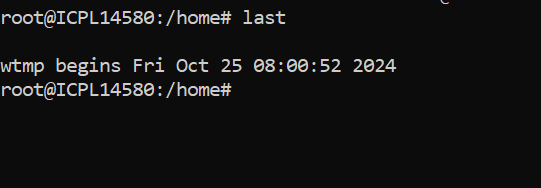 root@ICPL14580:/home# last
wtmp begins Fri Oct 25 08:00:52 2024
root@ICPL14580:/home#